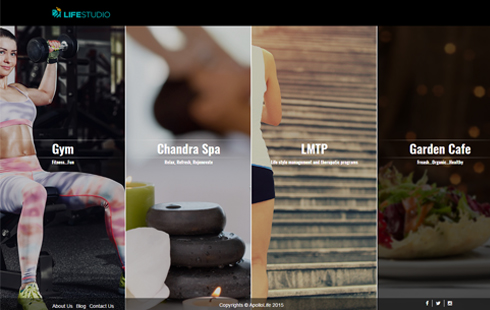 LIFESTUDIO
Gym
Fitness...Fun
Chandra Spa
Relax, Refresh, Rejuvenate
LMTP
Life style management and therapatic programs
Garden Cafe
Fresh...Organic...Healthy
About Us Blog Contact Us
Copyrights © ApolloLife 2015